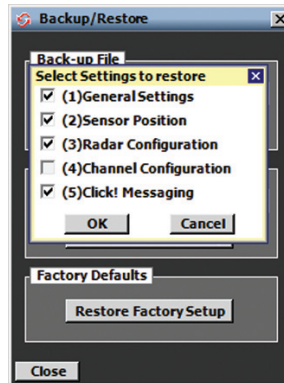 Backup/Restore
Back-up File
Select Settings to restore
(1)General Settings
(2)Sensor Position
(3)Radar Configuration
(4)Channel Configuration
(5)Click! Messaging
OK Cancel
Factory Defaults
Restore Factory Setup
Close